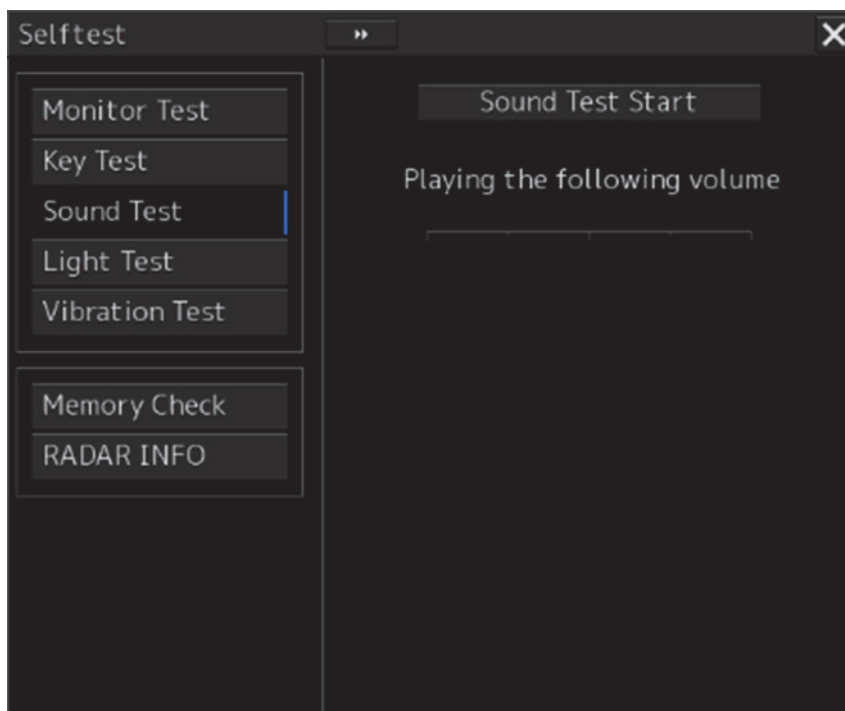 Selftest
Monitor Test
Key Test
Sound Test
Light Test
Vibration Test
Memory Check
RADAR INFO
Sound Test Start
Playing the following volume